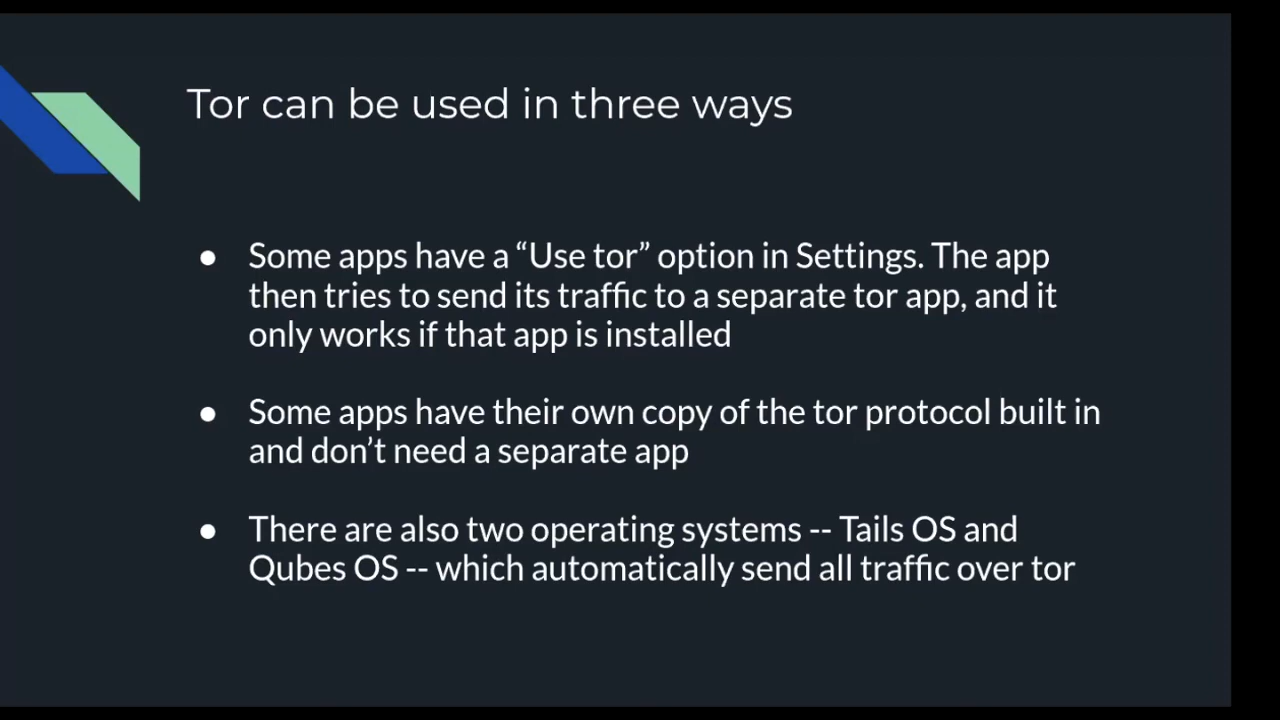 Tor can be used in three ways
● Some apps have a “Use tor” option in Settings. The app
then tries to send its traffic to a separate tor app, and it
only works if that app is installed
● Some apps have their own copy of the tor protocol built in
and don’t need a separate app
● There are also two operating systems -- Tails OS and
Qubes OS -- which automatically send all traffic over tor